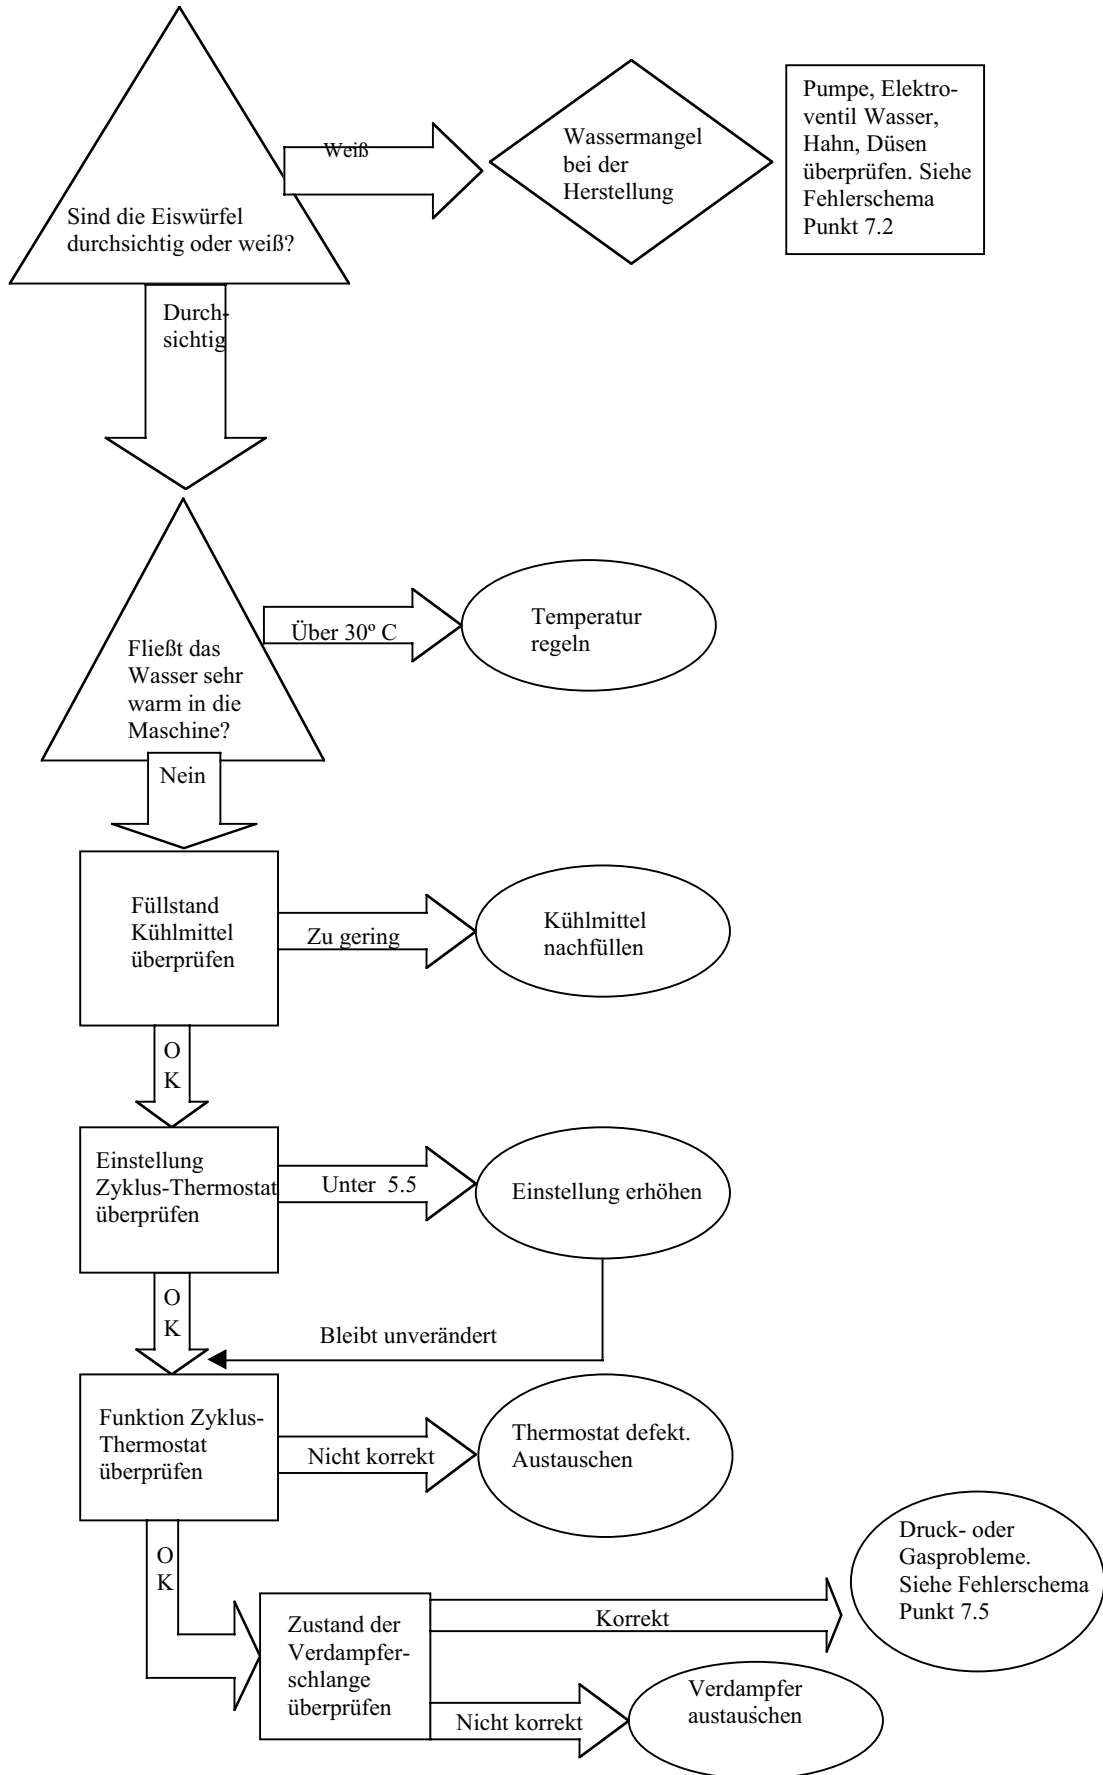 Sind die Eiswürfel
durchsichtig oder weiß?
Weiß
Wassermangel
bei der
Herstellung
Pumpe, Elektro-
ventil Wasser,
Hahn, Düsen
überprüfen. Siehe
Fehlerschema
Punkt 7.2
Durch-
sichtig
Fließt das
Wasser sehr
warm in die
Maschine?
Über 30º C
Temperatur
regeln
Nein
Füllstand
Kühlmittel
überprüfen
Zu gering
Kühlmittel
nachfüllen
O
K
Einstellung
Zyklus-Thermostat
überprüfen
Unter 5.5
Einstellung erhöhen
O
K
Bleibt unverändert
Funktion Zyklus-
Thermostat
überprüfen
Nicht korrekt
Thermostat defekt.
Austauschen
O
K
Zustand der
Verdampfer-
schlange
überprüfen
Korrekt
Druck- oder
Gasprobleme.
Siehe Fehlerschema
Punkt 7.5
Nicht korrekt
Verdampfer
austauschen